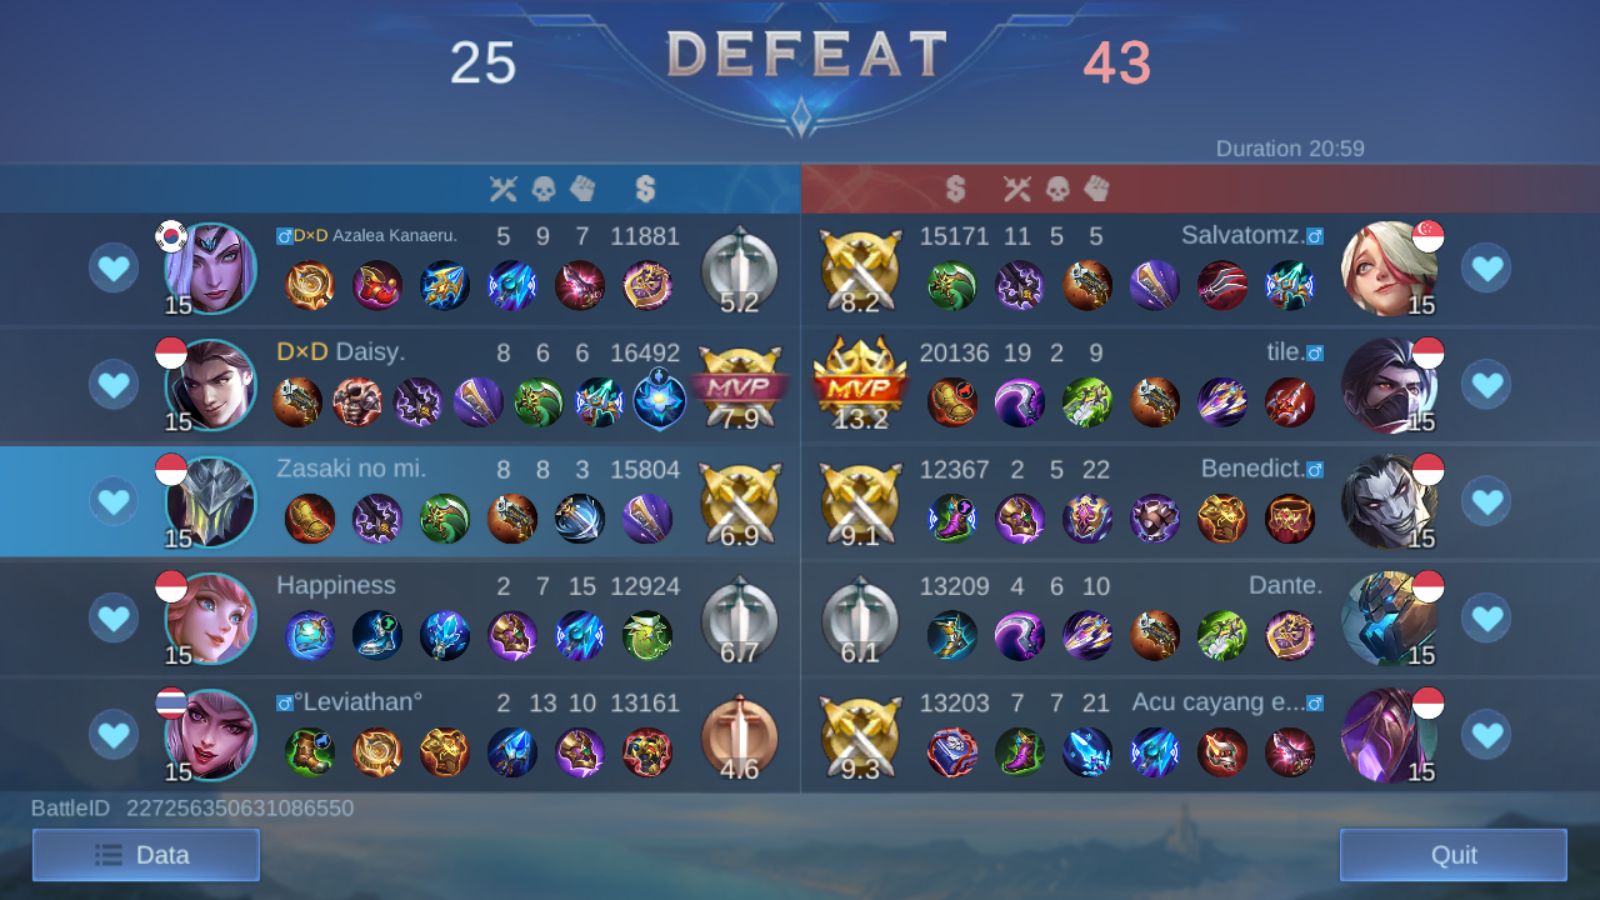 25 DEFEAT 43
Duration 20:59
D×D Azalea Kanaeru. 5 9 7 11881 5.2 15
8.2 15171 11 5 5 Salvatomz. 15
D×D Daisy. 8 6 6 16492 MVP 7.9 15
MVP 13.2 20136 19 2 9 tile. 15
Zasaki no mi. 8 8 3 15804 6.9 15
9.1 12367 2 5 22 Benedict. 15
Happiness 2 7 15 12924 6.7 15
6.1 13209 4 6 10 Dante. 15
°Leviathan° 2 13 10 13161 4.6 15
9.3 13203 7 7 21 Acu cayang e... 15
BattleID 227256350631086550
Data
Quit